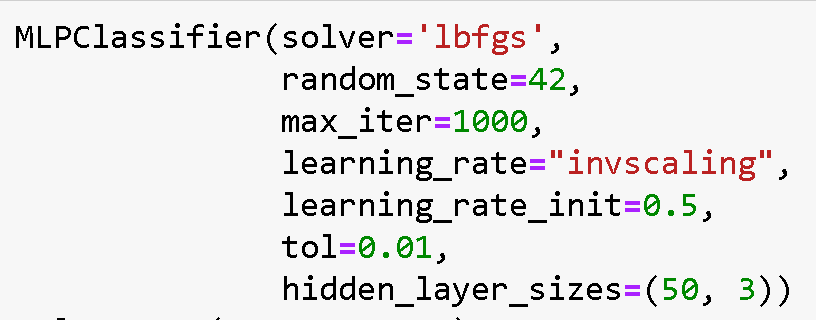 MLPClassifier(solver='lbfgs',
random_state=42,
max_iter=1000,
learning_rate="invscaling",
learning_rate_init=0.5,
tol=0.01,
hidden_layer_sizes=(50, 3))